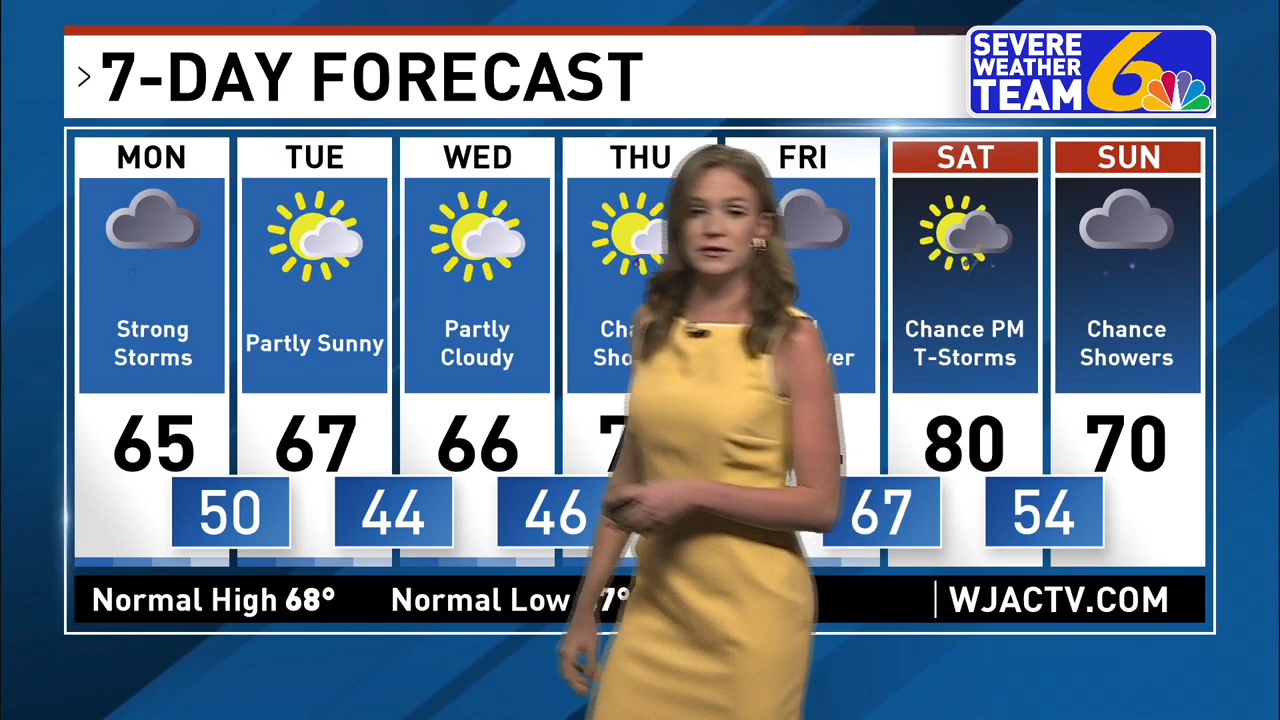 > 7-DAY FORECAST
SEVERE
WEATHER
TEAM 6
MON TUE WED THU FRI SAT SUN
Strong
Storms
Partly Sunny
Partly
Cloudy
Chance PM
T-Storms
Chance
Showers
65 67 66 80 70
50 44 46 67 54
Normal High 68° Normal Low
WJACTV.COM